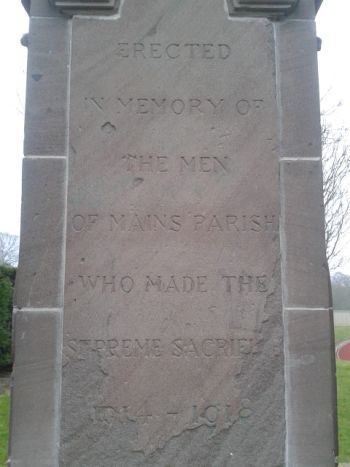 ERECTED
IN MEMORY OF
THE MEN
OF MAINS PARISH
WHO MADE THE
SUPREME SACRIFICE
1914-1918